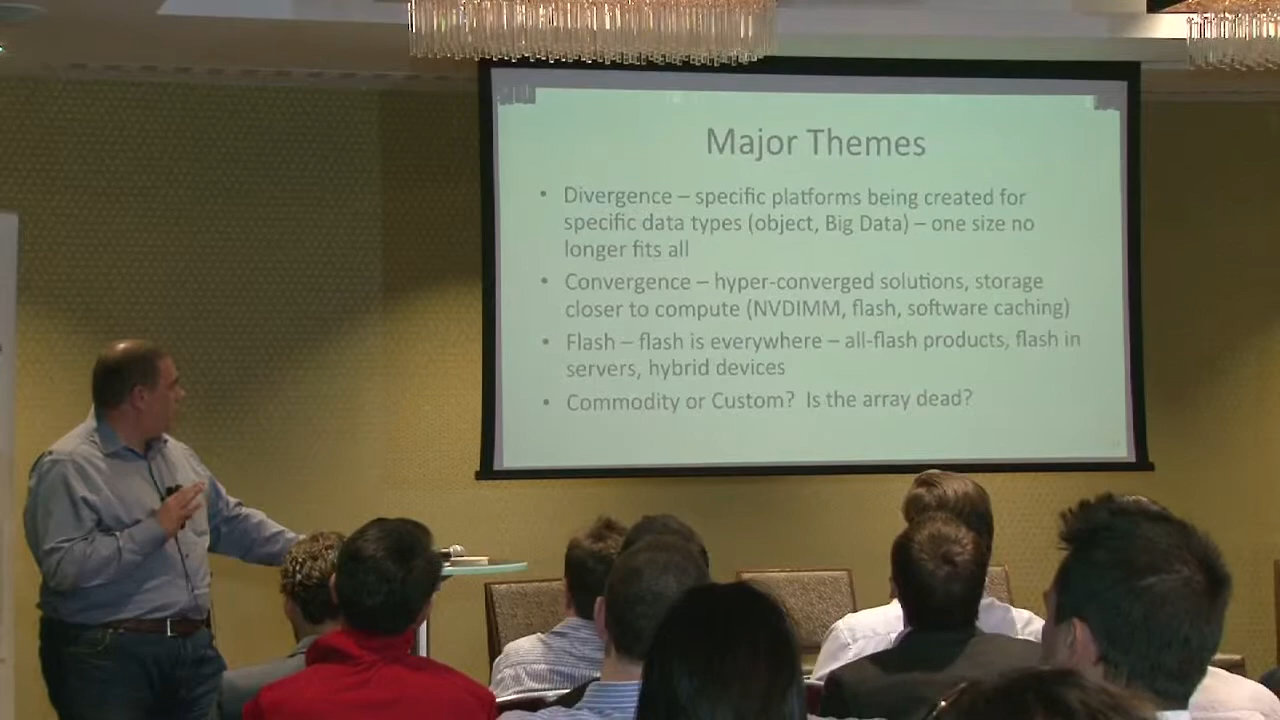 Major Themes
• Divergence – specific platforms being created for
specific data types (object, Big Data) – one size no
longer fits all
• Convergence – hyper-converged solutions, storage
closer to compute (NVDIMM, flash, software caching)
• Flash – flash is everywhere – all-flash products, flash in
servers, hybrid devices
• Commodity or Custom?  Is the array dead?